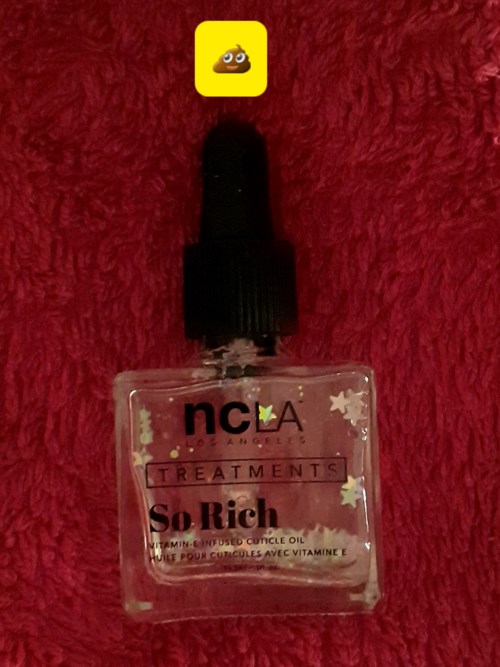 ncLA
LOS ANGELES
TREATMENTS
So Rich
VITAMIN-E INFUSED CUTICLE OIL
HUILE POUR CUTICULES AVEC VITAMINE E